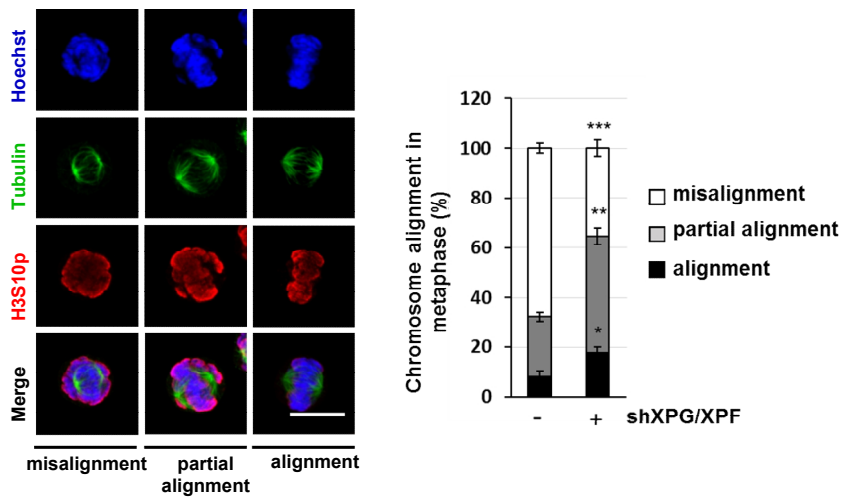 Hoechst
Tubulin
H3S10p
Merge
misalignment
partial
alignment
alignment
Chromosome alignment in
metaphase (%)
120
100
80
60
40
20
0
***
**
*
-
+
shXPG/XPF
misalignment
partial alignment
alignment